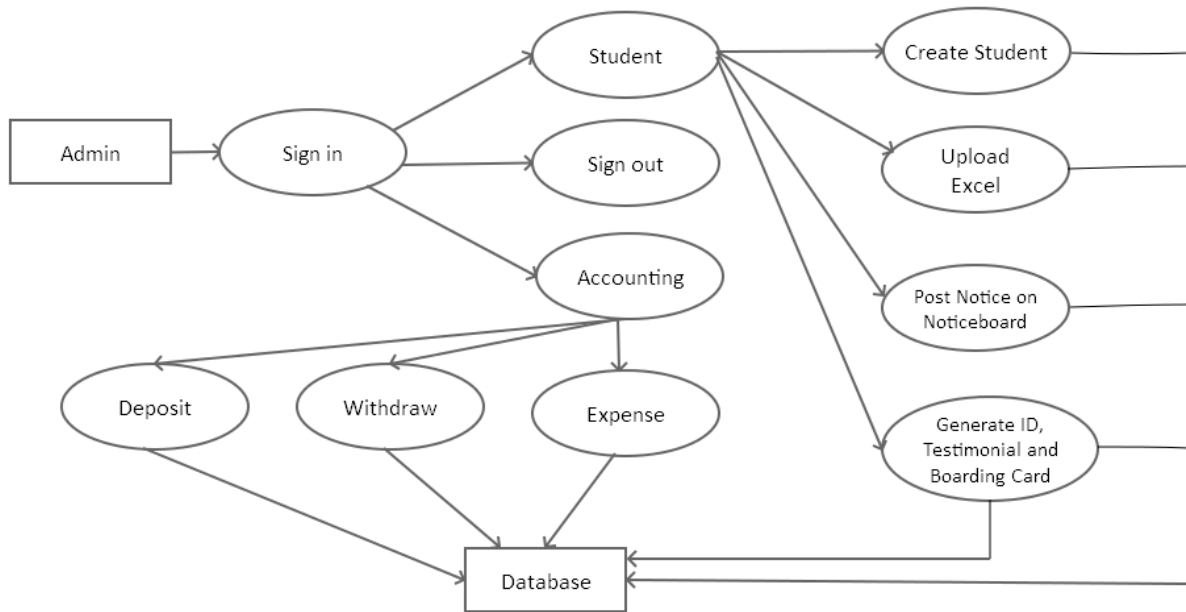 Student
Create Student
Admin
Sign in
Sign out
Upload
Excel
Accounting
Post Notice on
Noticeboard
Deposit
Withdraw
Expense
Generate ID,
Testimonial and
Boarding Card
Database